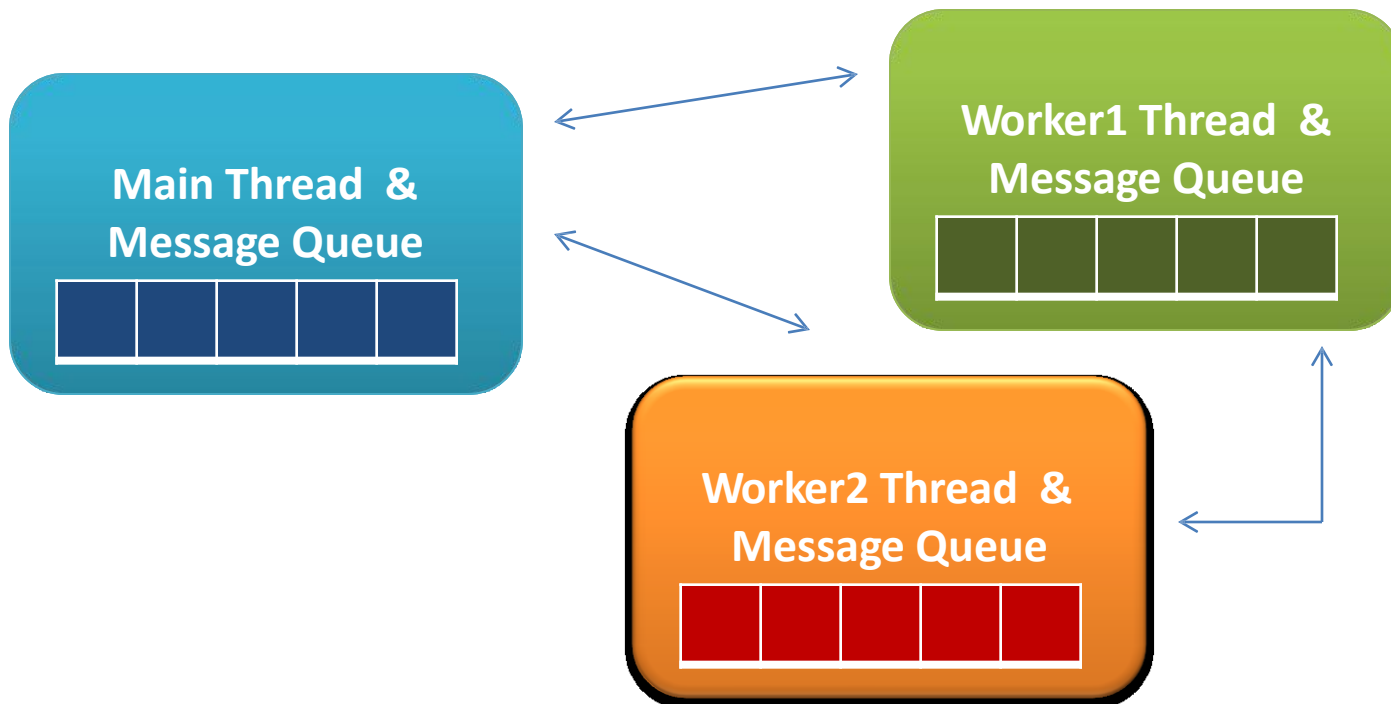 Main Thread &
Message Queue
Worker1 Thread &
Message Queue
Worker2 Thread &
Message Queue